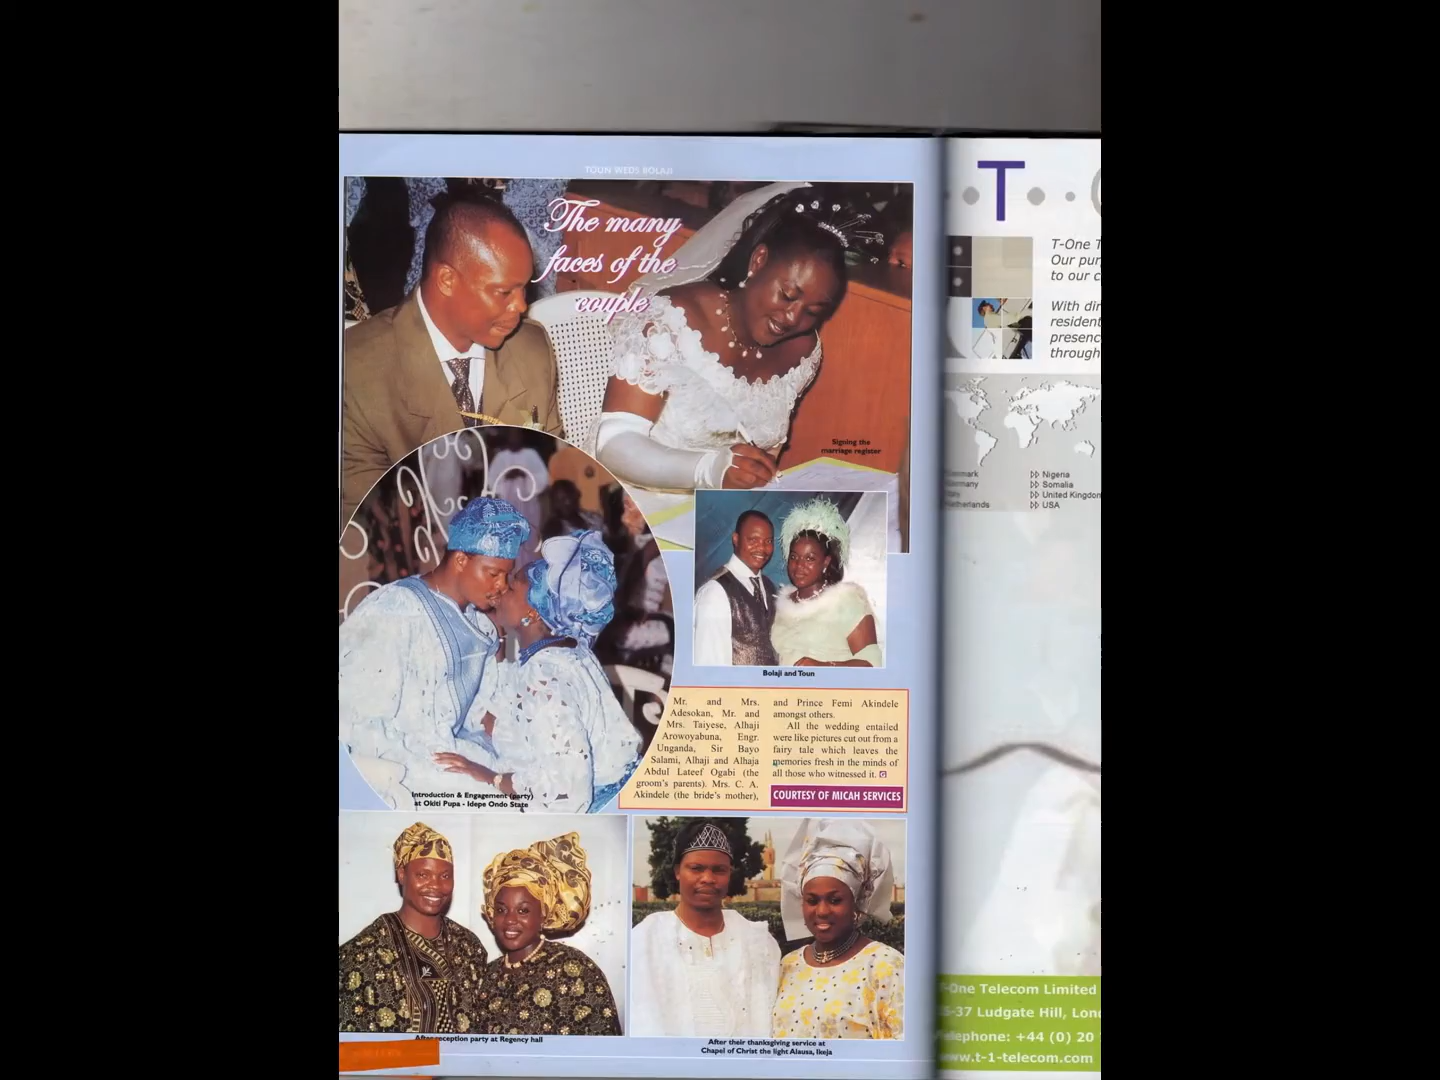 TOUN WEDS BOLAJI
The many
faces of the
couple
Signing the
marriage register
Bolaji and Toun
Introduction & Engagement (party)
at Okiti Pupa - Idepe Ondo State
Mr. and Mrs.
Adesokan, Mr. and
Mrs. Taiyese, Alhaji
Arowoyabuna, Engr.
Unganda, Sir Bayo
Salami, Alhaji and Alhaja
Abdul Lateef Ogabi (the
groom's parents). Mrs. C. A.
Akindele (the bride's mother),
and Prince Femi Akindele
amongst others.
All the wedding entailed
were like pictures cut out from a
fairy tale which leaves the
memories fresh in the minds of
all those who witnessed it. G
COURTESY OF MICAH SERVICES
After reception party at Regency hall
After their thanksgiving service at
Chapel of Christ the light Alausa, Ikeja
T
T-One T
Our pur
to our c
With dir
resident
presenc
through
Nigeria
Somalia
United Kingdon
USA
etherlands
-One Telecom Limited
-37 Ludgate Hill, Lon
elephone: +44 (0) 20
www.t-1-telecom.com